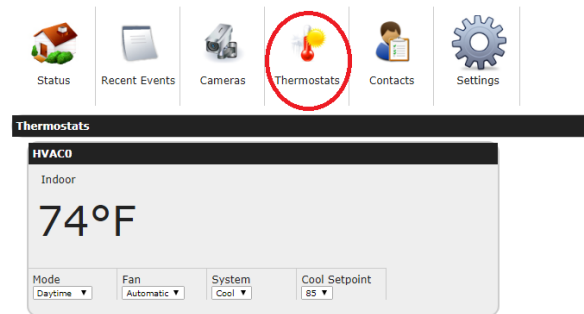 Status Recent Events Cameras Thermostats Contacts Settings
Thermostats
HVAC0
Indoor
74°F
Mode Fan System Cool Setpoint
Daytime ▼ Automatic ▼ Cool ▼ 85 ▼